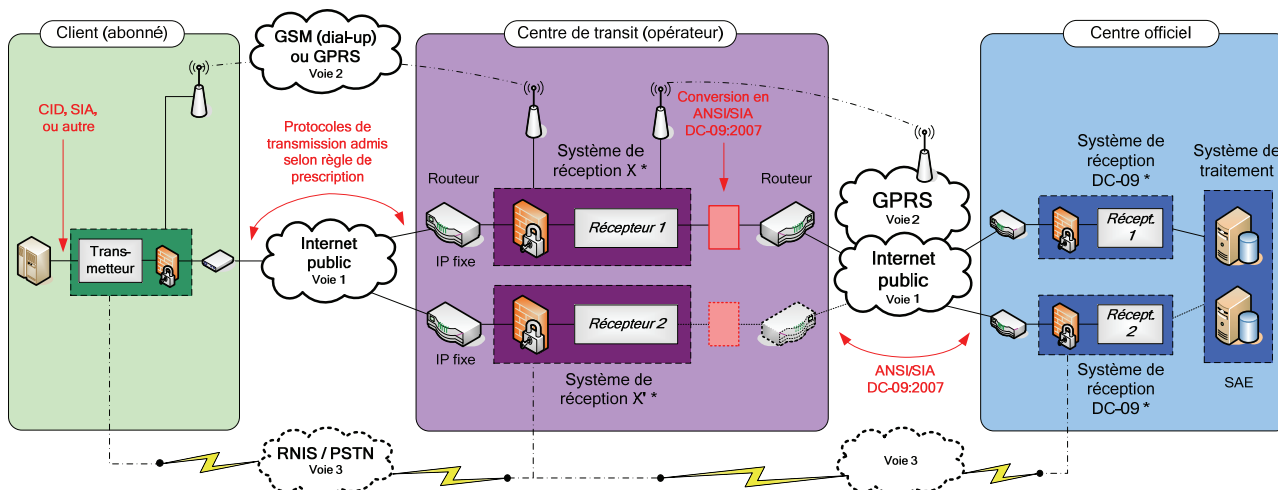 Client (abonné)
GSM (dial-up)
ou GPRS
Voie 2
Centre de transit (opérateur)
Centre officiel
CID, SIA,
ou autre
Protocoles de
transmission admis
selon règle de
prescription
Conversion en
ANSI/SIA
DC-09:2007
Système de
réception X *
Routeur
Routeur
Système de
réception
DC-09 *
Système de
traitement
GPRS
Voie 2
Trans-
metteur
Internet
public
Voie 1
IP fixe
Récepteur 1
Internet
public
Voie 1
Récept.
1
IP fixe
Récepteur 2
Récept.
2
Système de
réception X' *
ANSI/SIA
DC-09:2007
Système de
réception
DC-09 *
SAE
RNIS / PSTN
Voie 3
Voie 3